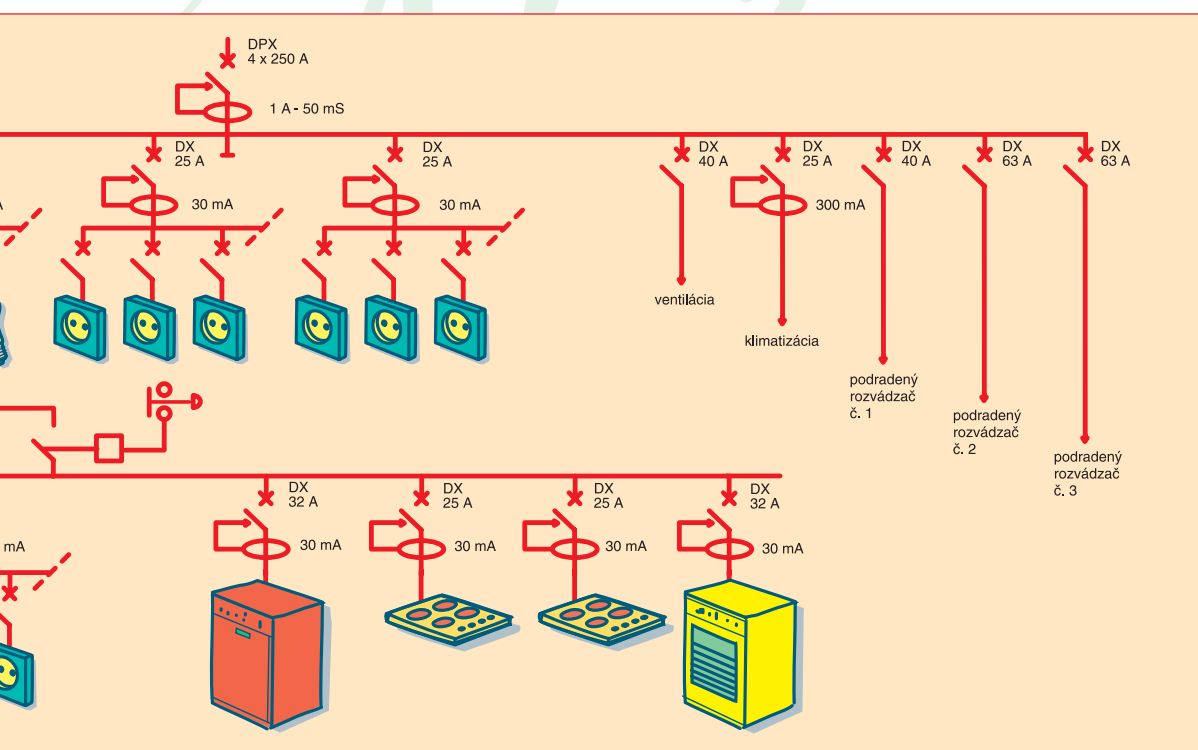 DPX
4 x 250 A
1 A - 50 mS
DX
25 A
DX
25 A
DX
40 A
DX
25 A
DX
40 A
DX
63 A
DX
63 A
A
30 mA
30 mA
300 mA
ventilácia
klimatizácia
podradený
rozvádzač
č. 1
podradený
rozvádzač
č. 2
podradený
rozvádzač
č. 3
DX
32 A
DX
25 A
DX
25 A
DX
32 A
mA
30 mA
30 mA
30 mA
30 mA